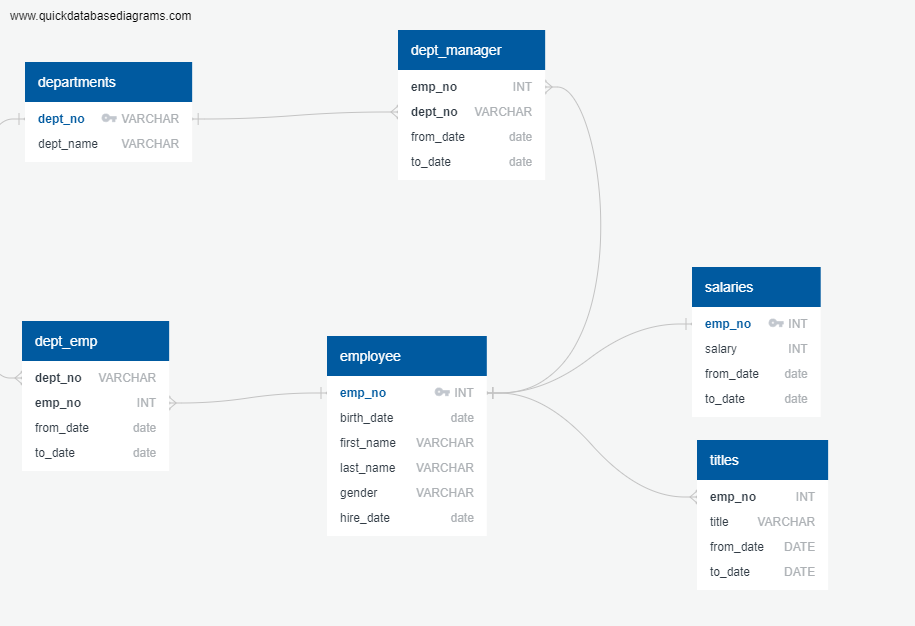 www.quickdatabasediagrams.com
departments
dept_no VARCHAR
dept_name VARCHAR
dept_manager
emp_no INT
dept_no VARCHAR
from_date date
to_date date
dept_emp
dept_no VARCHAR
emp_no INT
from_date date
to_date date
employee
emp_no INT
birth_date date
first_name VARCHAR
last_name VARCHAR
gender VARCHAR
hire_date date
salaries
emp_no INT
salary INT
from_date date
to_date date
titles
emp_no INT
title VARCHAR
from_date DATE
to_date DATE